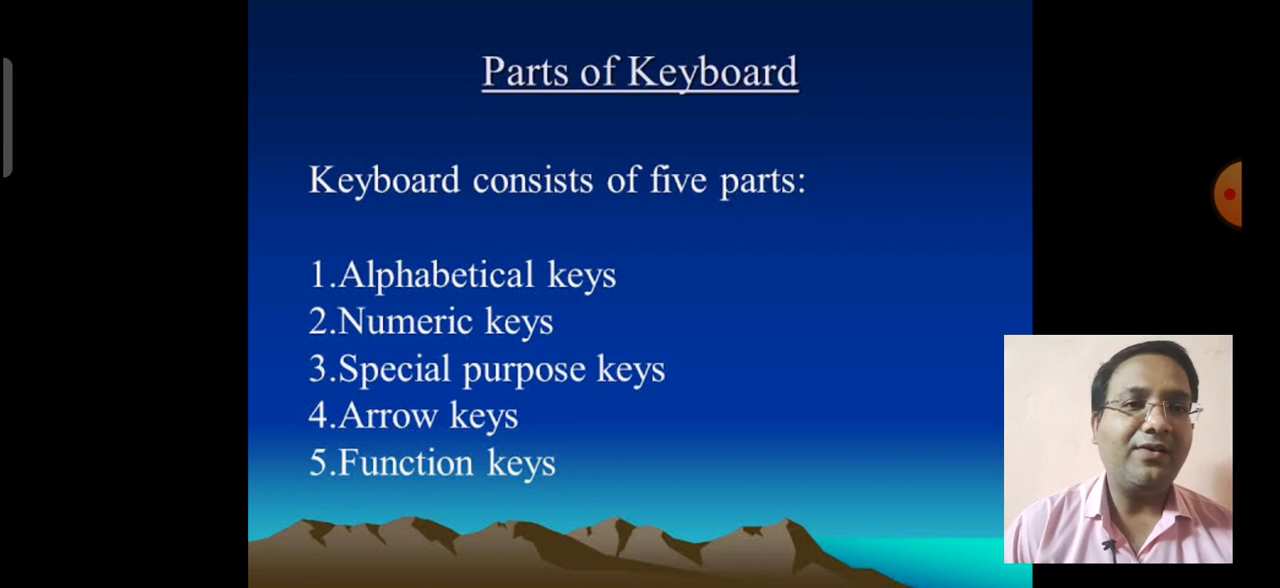 Parts of Keyboard
Keyboard consists of five parts:
1.Alphabetical keys
2.Numeric keys
3.Special purpose keys
4.Arrow keys
5.Function keys